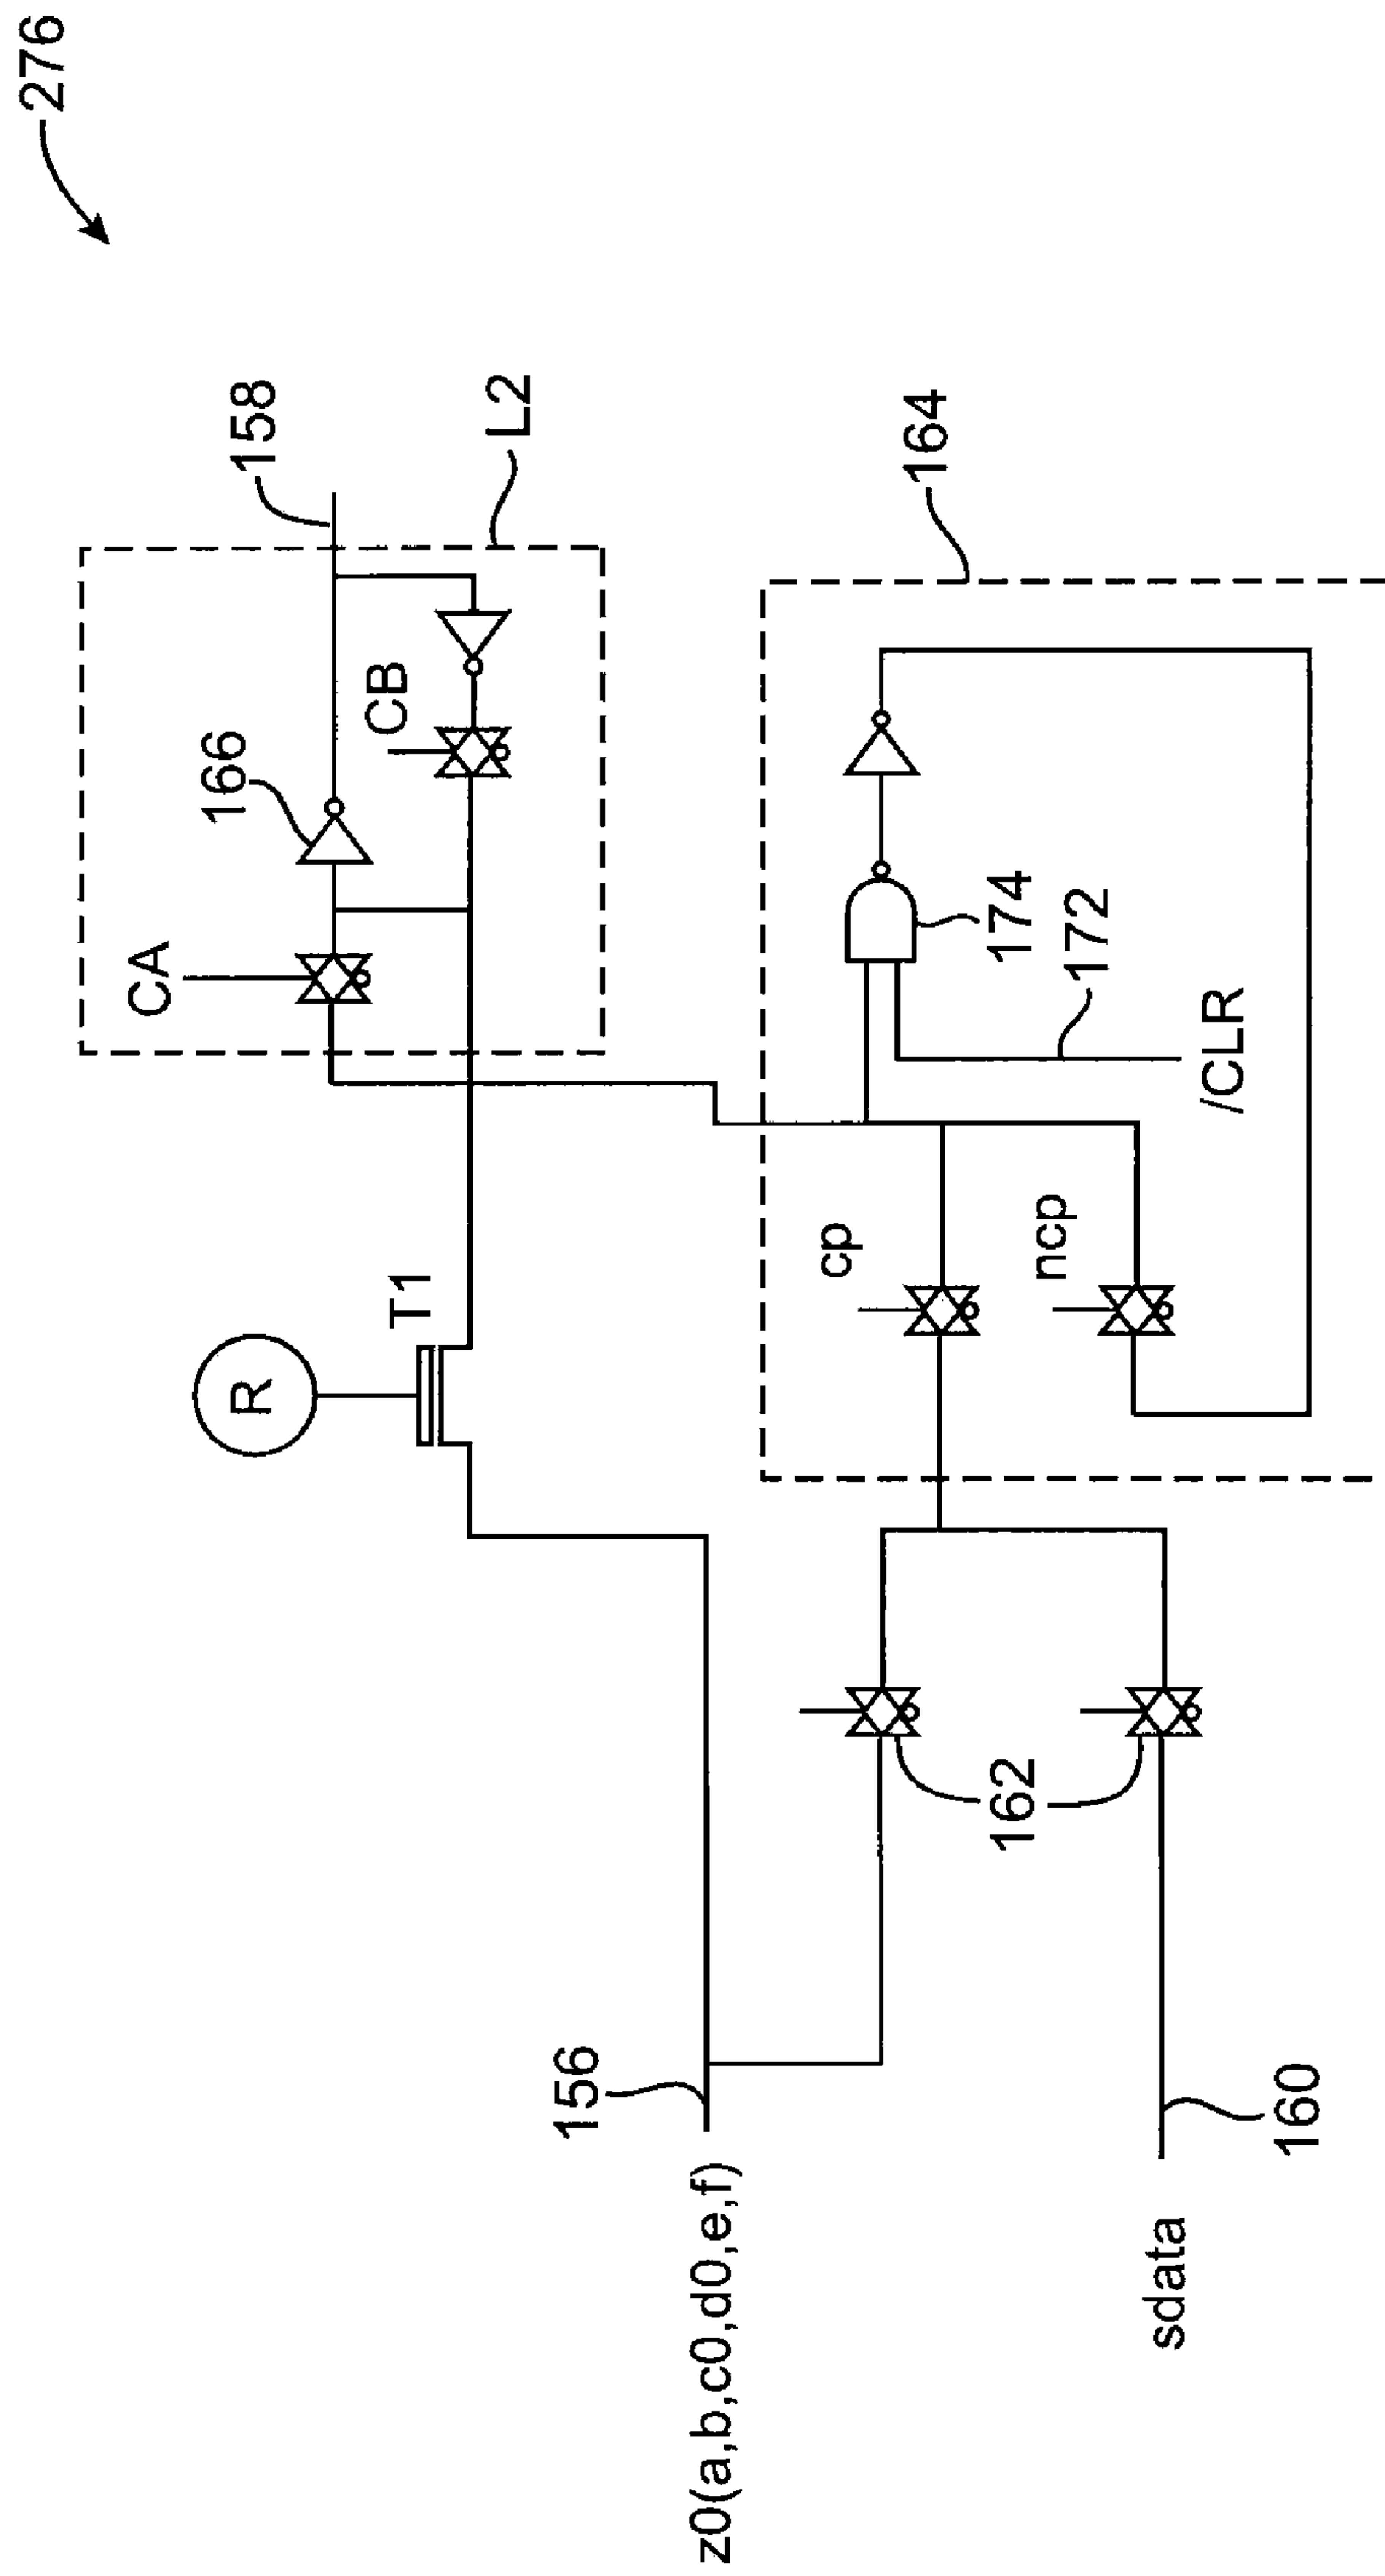 276
158
L2
166
CA
CB
R
T1
164
174
172
/CLR
cp
ncp
162
156
z0(a,b,c0,d0,e,f)
160
sdata